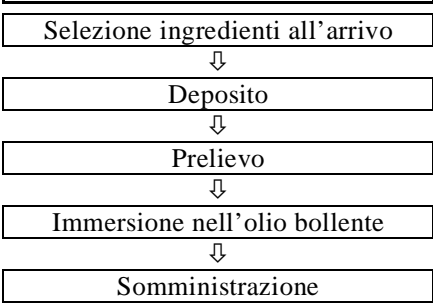 Selezione ingredienti all'arrivo
⇩
Deposito
⇩
Prelievo
⇩
Immersione nell'olio bollente
⇩
Somministrazione